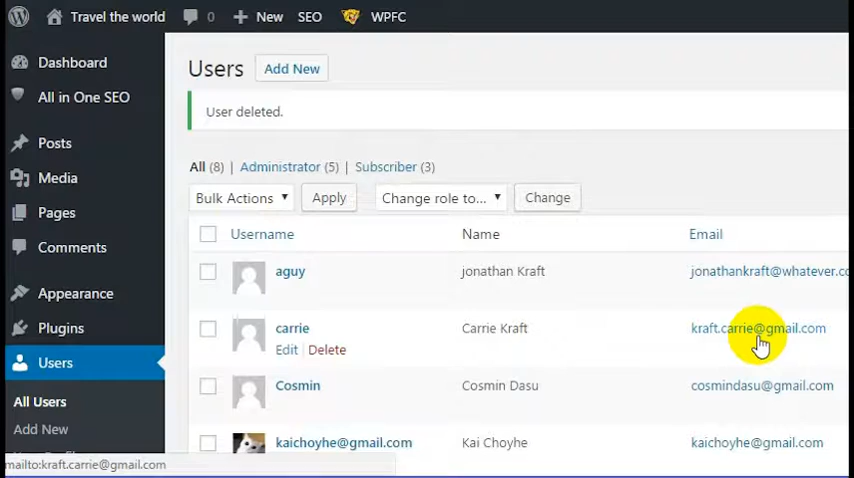 Travel the world 0 New SEO WPFC
Dashboard
All in One SEO
Posts
Media
Pages
Comments
Appearance
Plugins
Users
All Users
Add New
Users Add New
User deleted.
All (8) | Administrator (5) | Subscriber (3)
Bulk Actions Apply Change role to... Change
Username Name Email
aguy jonathan Kraft jonathankraft@whatever.co
carrie Carrie Kraft kraft.carrie@gmail.com
Edit | Delete
Cosmin Cosmin Dasu cosmindasu@gmail.com
kaichoyhe@gmail.com Kai Choyhe kaichoyhe@gmail.com
mailto:kraft.carrie@gmail.com